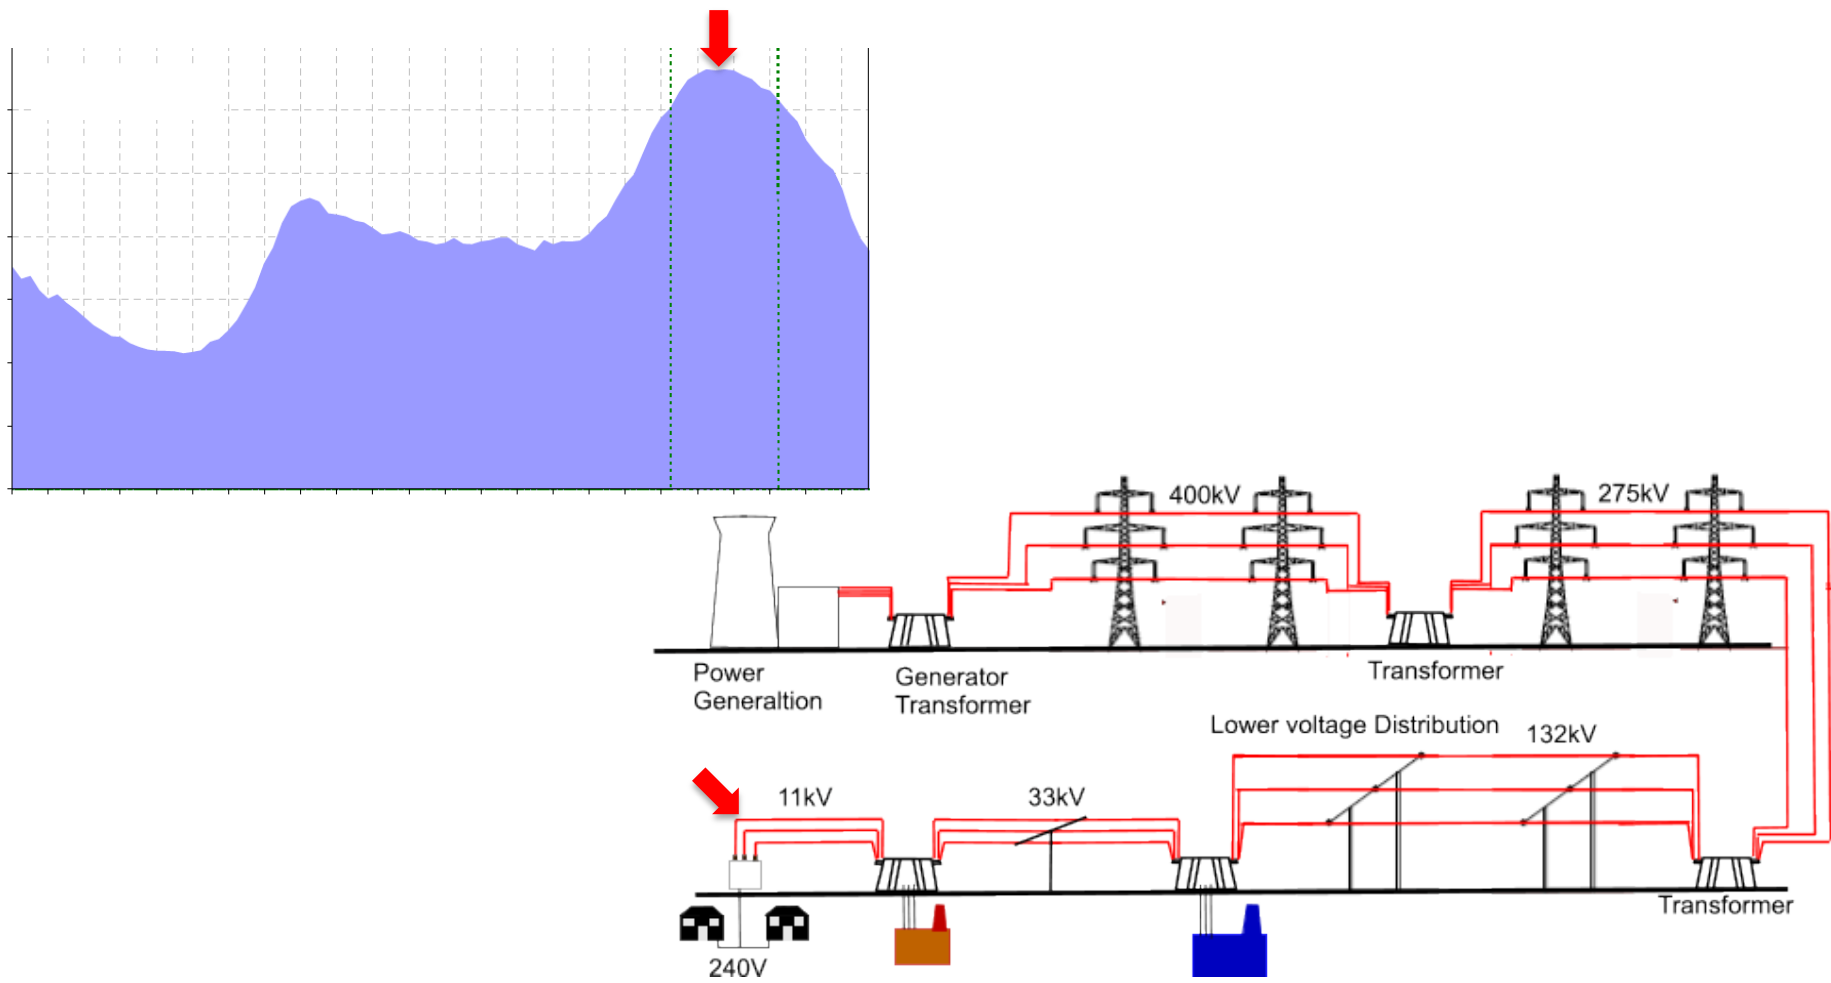 400kV
275kV
Power
Generaltion
Generator
Transformer
Transformer
Lower voltage Distribution
132kV
11kV
33kV
Transformer
240V